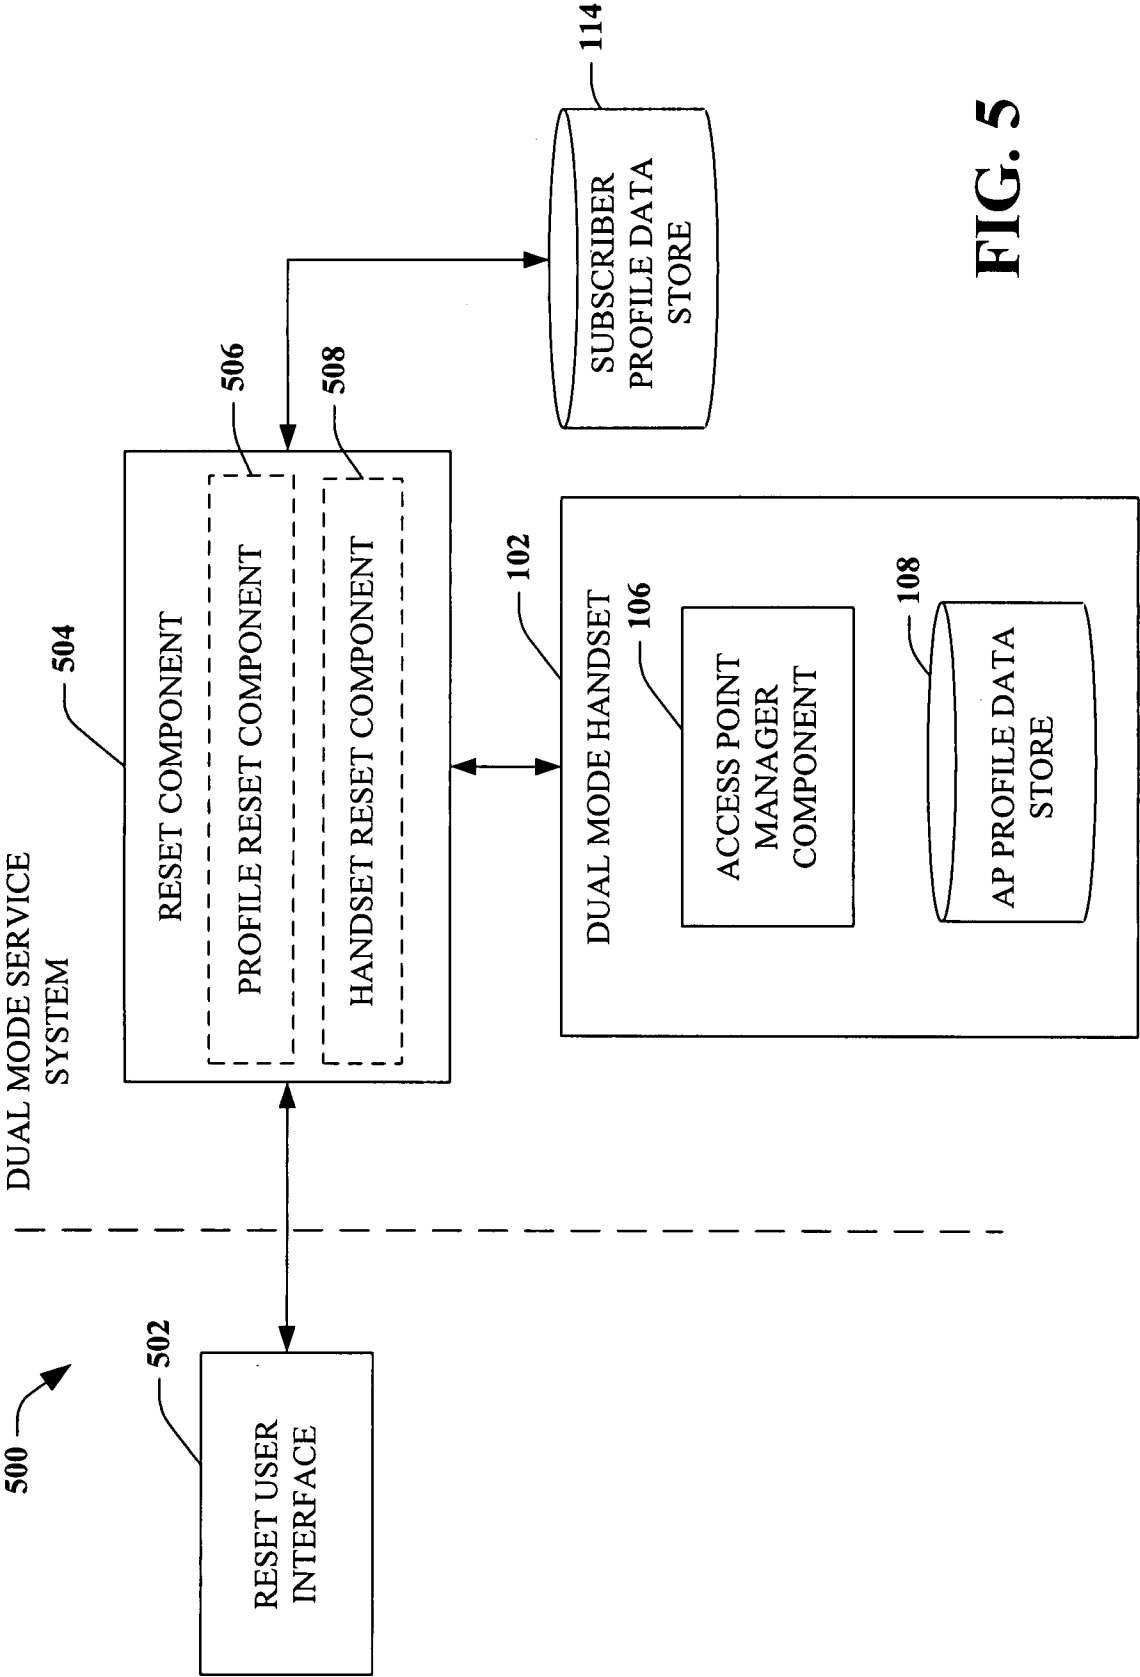 500
DUAL MODE SERVICE
SYSTEM
502
RESET USER
INTERFACE
504
RESET COMPONENT
506
PROFILE RESET COMPONENT
508
HANDSET RESET COMPONENT
114
SUBSCRIBER
PROFILE DATA
STORE
102
DUAL MODE HANDSET
106
ACCESS POINT
MANAGER
COMPONENT
108
AP PROFILE DATA
STORE
FIG. 5